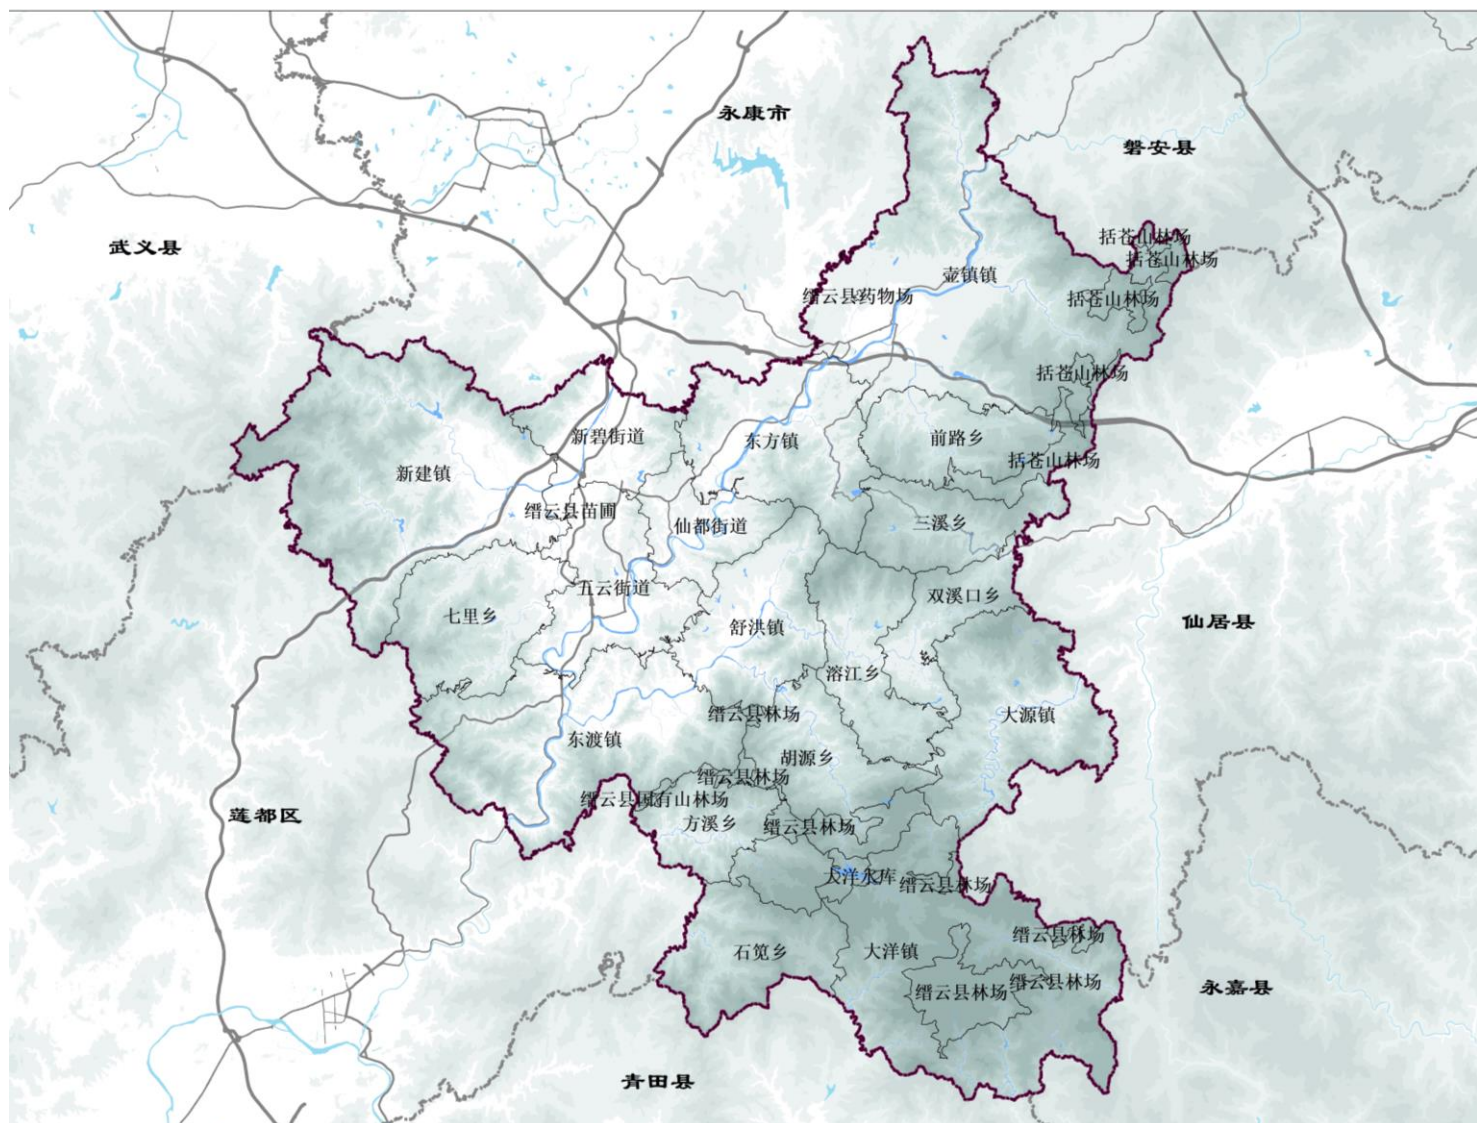 永康市
磐安县
括苍山林场
武义县
括苍山林场
壶镇镇
缙云县药物场
括苍山林场
括苍山林场
新碧街道
东方镇
前路乡
括苍山林场
新建镇
缙云县苗圃
仙都街道
三溪乡
五云街道
双溪口乡
七里乡
舒洪镇
仙居县
溶江乡
缙云县林场
大源镇
东渡镇
胡源乡
缙云县林场
缙云县国有山林场
莲都区
方溪乡
缙云县林场
大洋水库
缙云县林场
缙云县林场
石笕乡
大洋镇
缙云县林场
缙云县林场
永嘉县
青田县